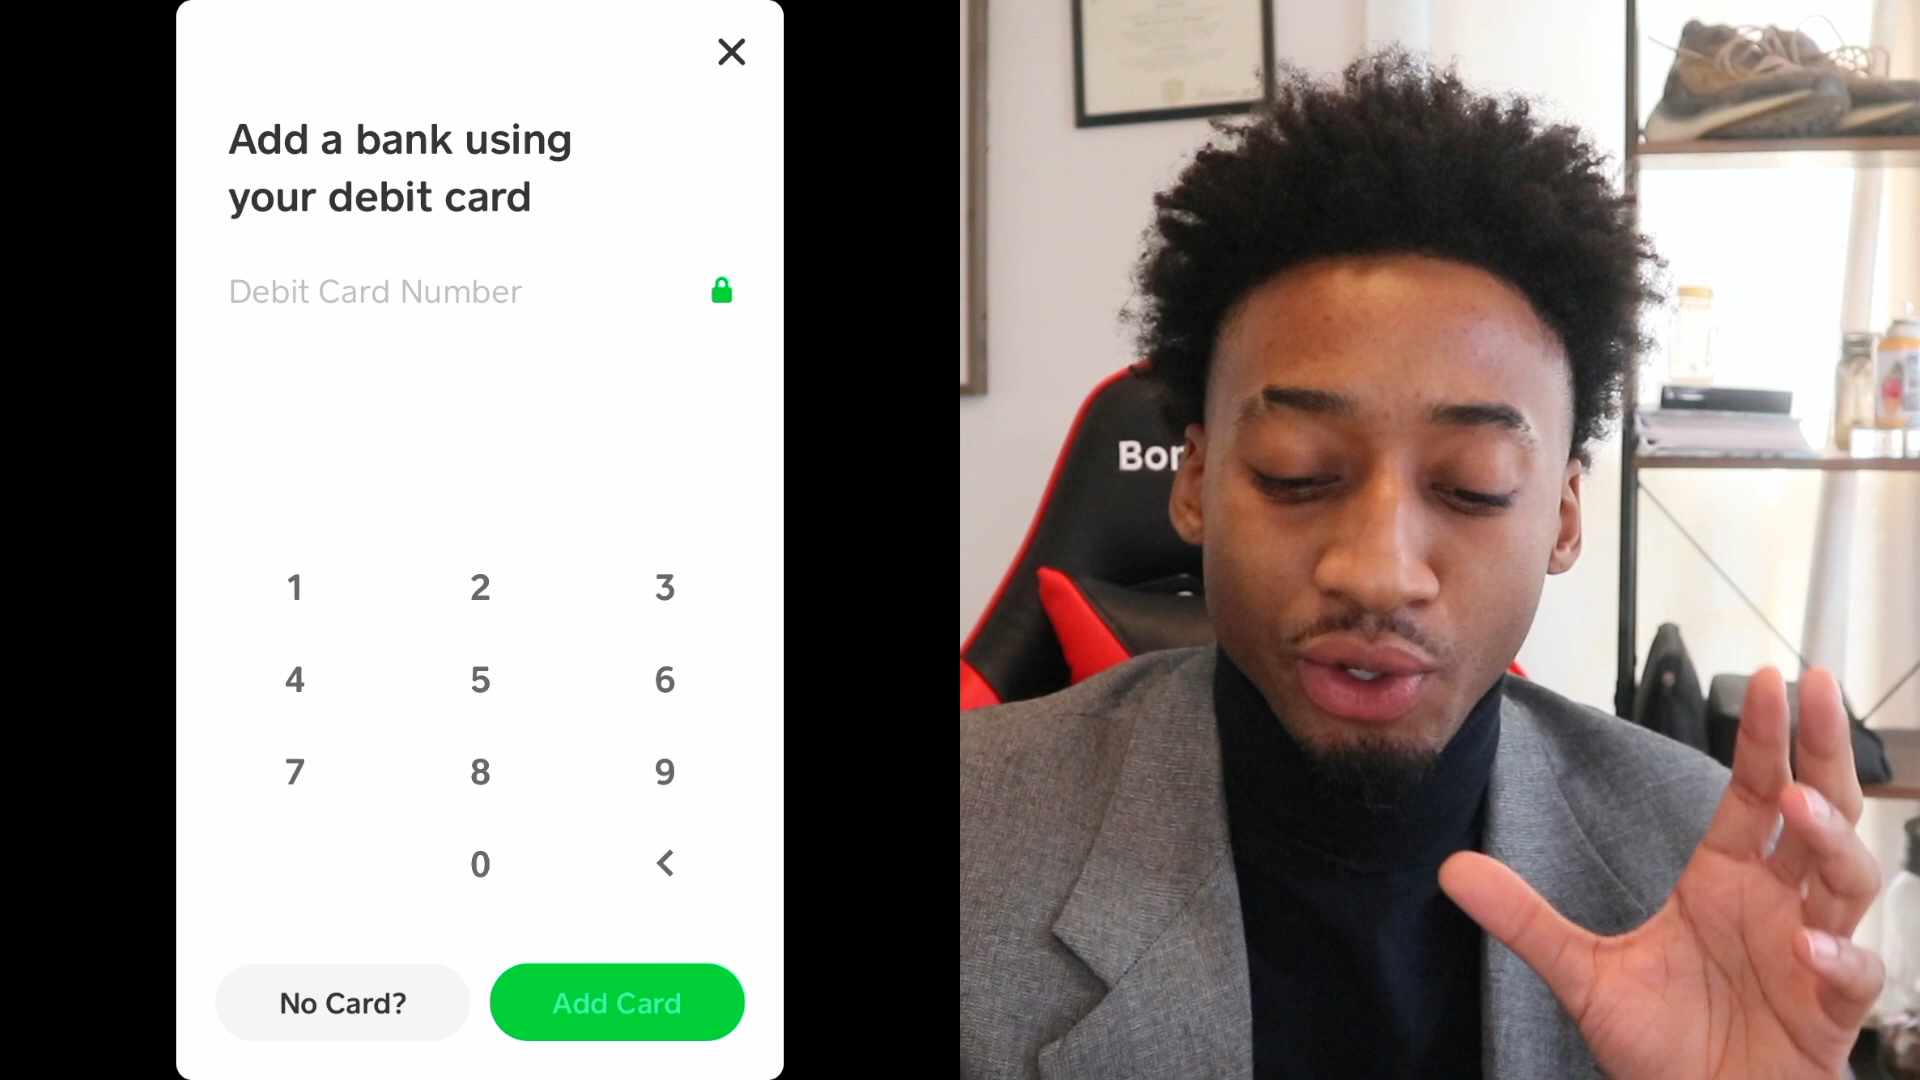 Add a bank using
your debit card
Debit Card Number
1 2 3
4 5 6
7 8 9
0
No Card?
Add Card